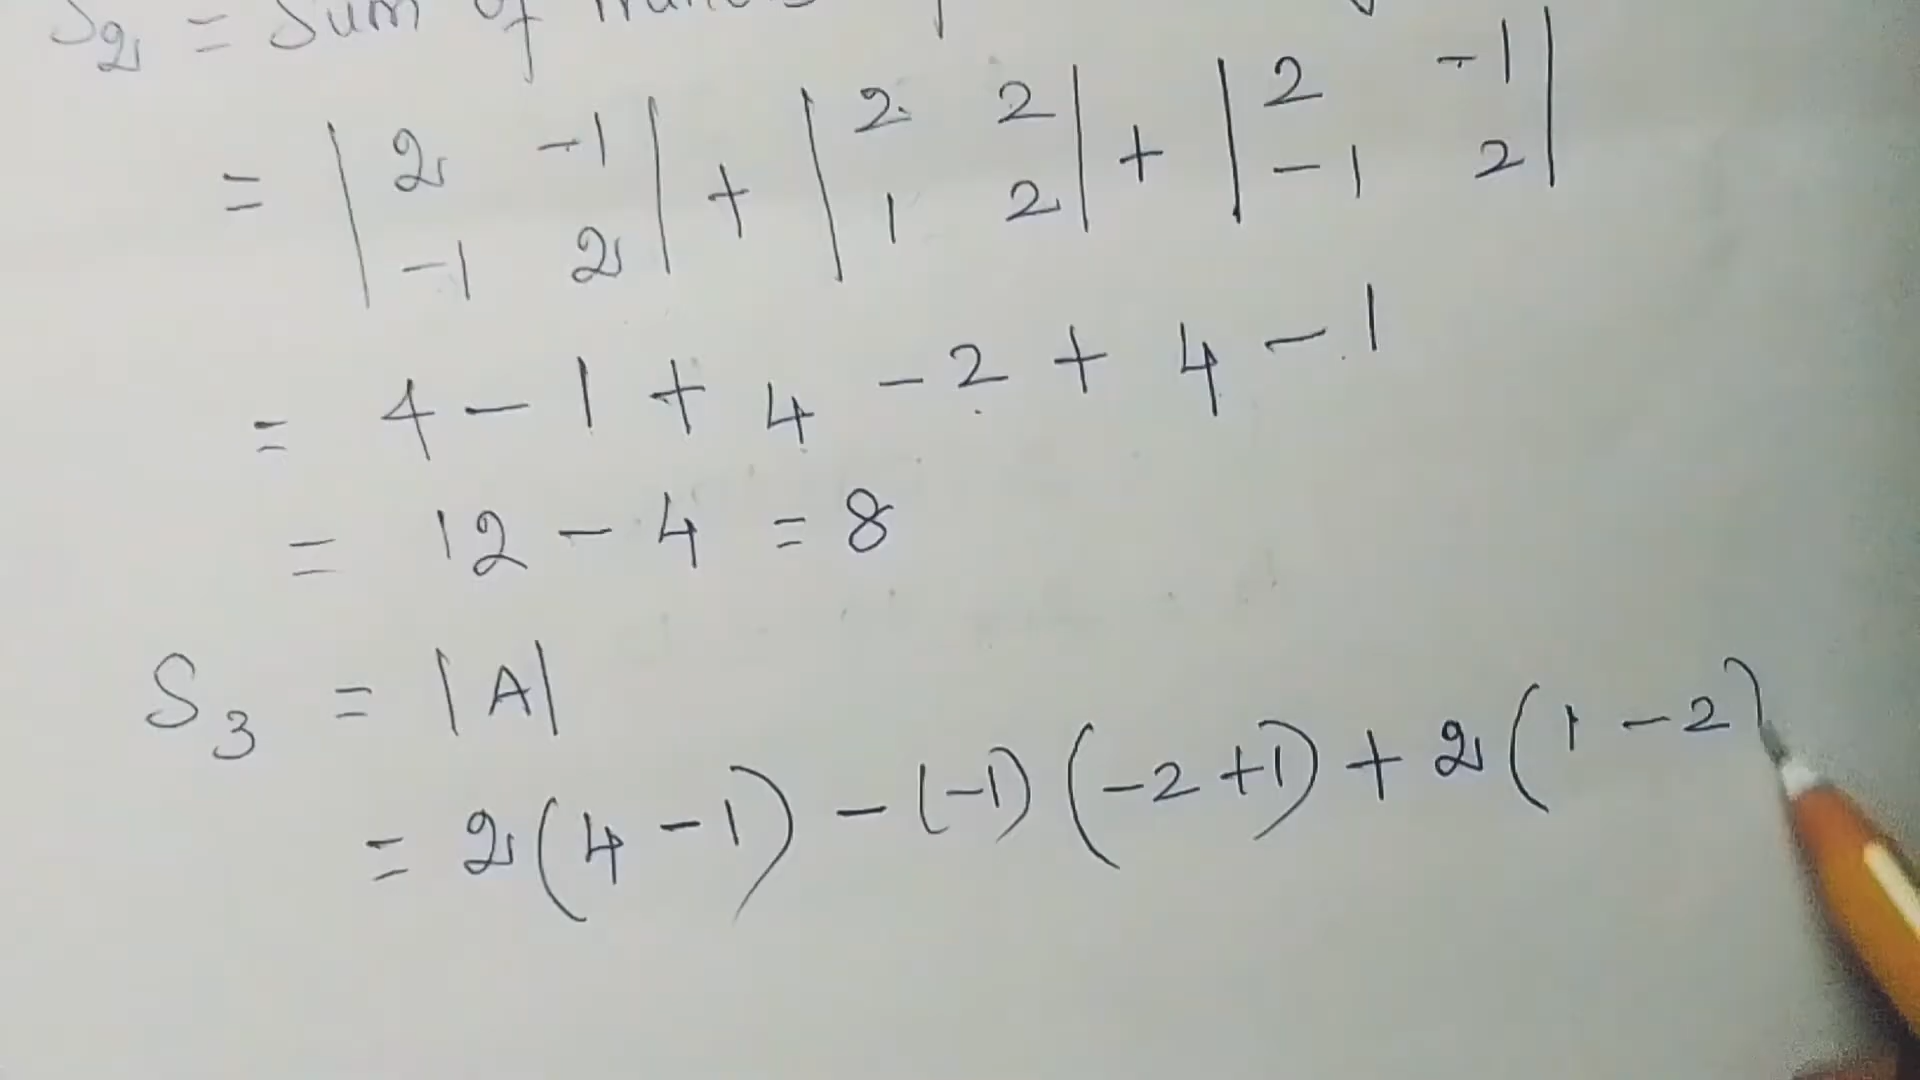 S2 = Sum of
= | 2 -1 | + | 2 2 | + | 2 -1 |
| -1 2 | | 1 2 | | -1 2 |
= 4 - 1 + 4 - 2 + 4 - 1
= 12 - 4 = 8
S3 = |A|
= 2(4 - 1) - (-1)(-2 + 1) + 2(1 - 2)